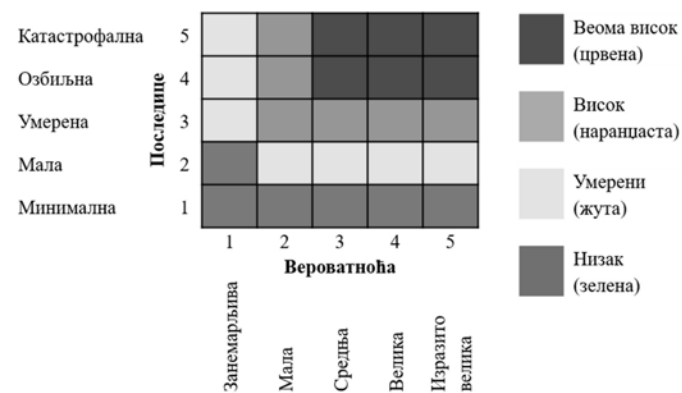 Катастрофална 5
Озбиљна 4
Умерена 3
Мала 2
Минимална 1
Последице
1 2 3 4 5
Вероватноћа
Занемарљива
Мала
Средња
Велика
Изразито
велика
Веома висок
(црвена)
Висок
(наранџаста)
Умерени
(жута)
Низак
(зелена)